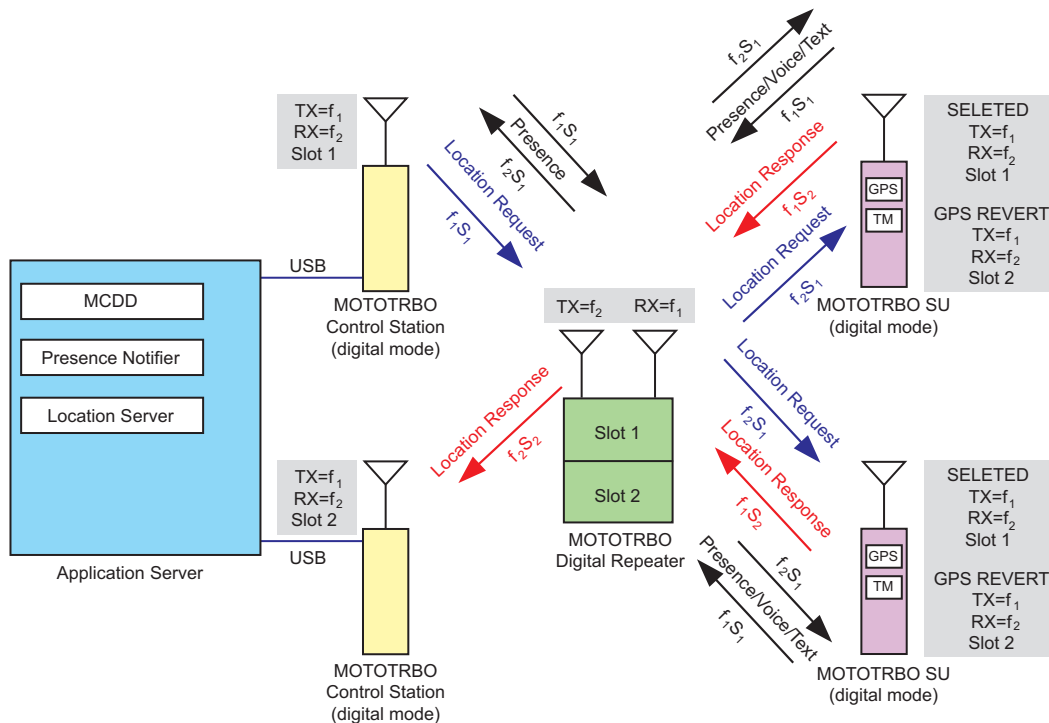 TX=f₁
RX=f₂
Slot 1
USB
MOTOTRBO
Control Station
(digital mode)
MCDD
Presence Notifier
Location Server
Application Server
TX=f₁
RX=f₂
Slot 2
USB
MOTOTRBO
Control Station
(digital mode)
Location Request
f₁S₁
f₁S₁
Presence
f₂S₁
Location Response
f₂S₂
TX=f₂ RX=f₁
Slot 1
Slot 2
MOTOTRBO
Digital Repeater
f₂S₁
Presence/Voice/Text
f₁S₁
Location Response
f₁S₂
Location Request
f₂S₁
GPS
TM
MOTOTRBO SU
(digital mode)
SELETED
TX=f₁
RX=f₂
Slot 1
GPS REVERT
TX=f₁
RX=f₂
Slot 2
Location Request
f₂S₁
Location Response
f₁S₂
f₂S₁
Presence/Voice/Text
f₁S₁
GPS
TM
MOTOTRBO SU
(digital mode)
SELETED
TX=f₁
RX=f₂
Slot 1
GPS REVERT
TX=f₁
RX=f₂
Slot 2